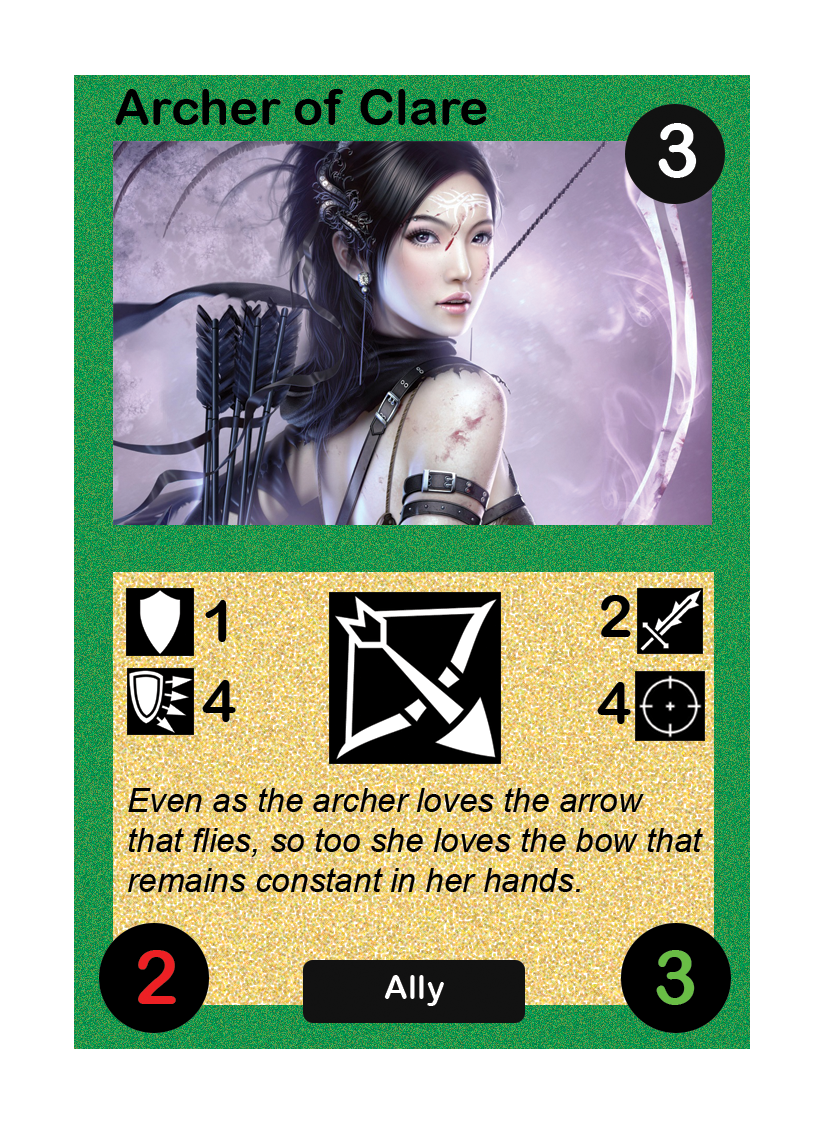 Archer of Clare
3
1
2
4
4
Even as the archer loves the arrow
that flies, so too she loves the bow that
remains constant in her hands.
2
Ally
3